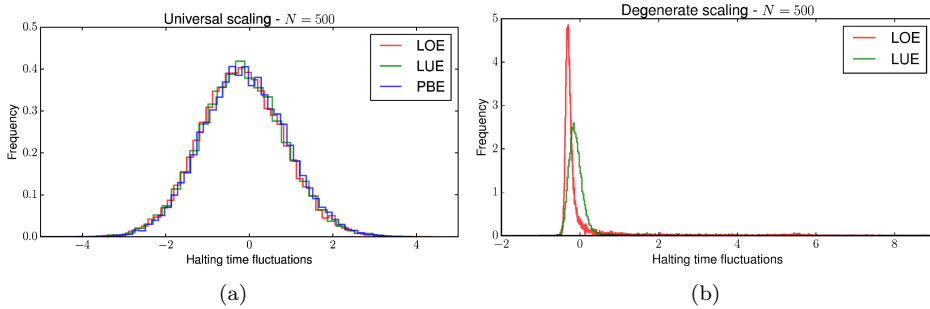 Universal scaling - N = 500
Frequency
0.5
0.4
0.3
0.2
0.1
0.0
LOE
LUE
PBE
−4
−2
0
2
4
Halting time fluctuations
(a)
Degenerate scaling - N = 500
Frequency
5
4
3
2
1
0
LOE
LUE
−2
0
2
4
6
8
Halting time fluctuations
(b)